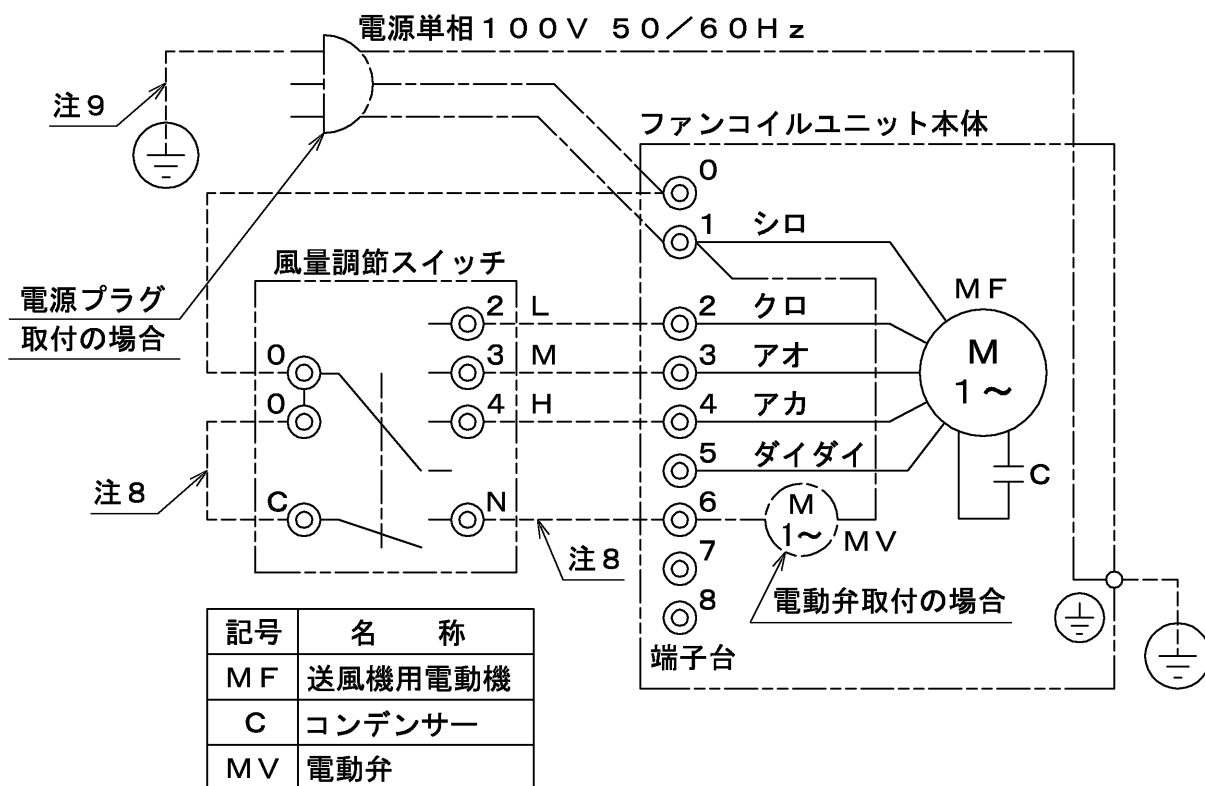 電源単相１００Ｖ ５０／６０Ｈｚ
注９
ファンコイルユニット本体
0
1 シロ
風量調節スイッチ
電源プラグ
取付の場合
ＭＦ
2 L
2 クロ
0
3 M
3 アオ
M
1～
0
4 H
4 アカ
5 ダイダイ
C
注８
C
N
6
M
1～
ＭＶ
注８
7
電動弁取付の場合
8
端子台
記号 名　称
ＭＦ 送風機用電動機
Ｃ コンデンサー
ＭＶ 電動弁